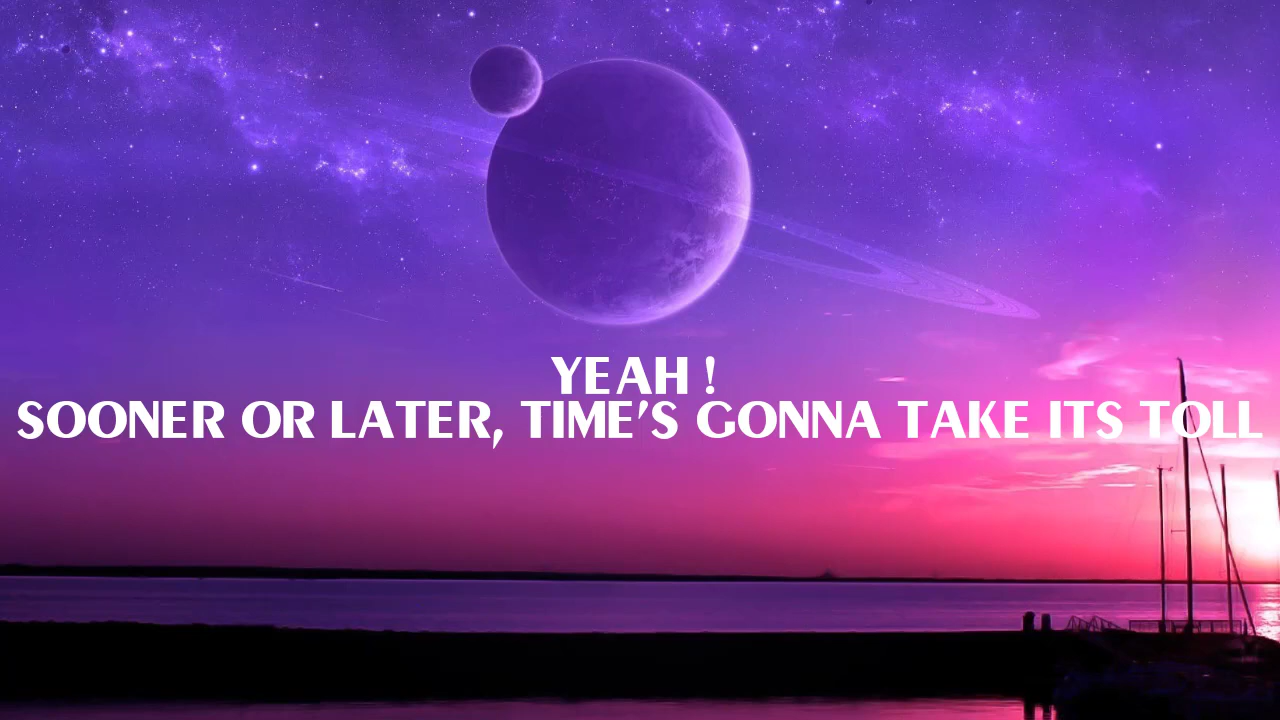 YEAH !
SOONER OR LATER, TIME'S GONNA TAKE ITS TOLL